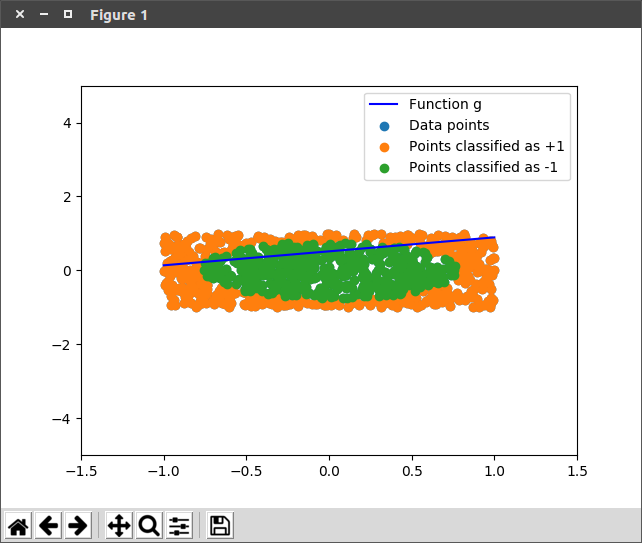 Figure 1
Function g
Data points
Points classified as +1
Points classified as -1
4
2
0
−2
−4
−1.5 −1.0 −0.5 0.0 0.5 1.0 1.5